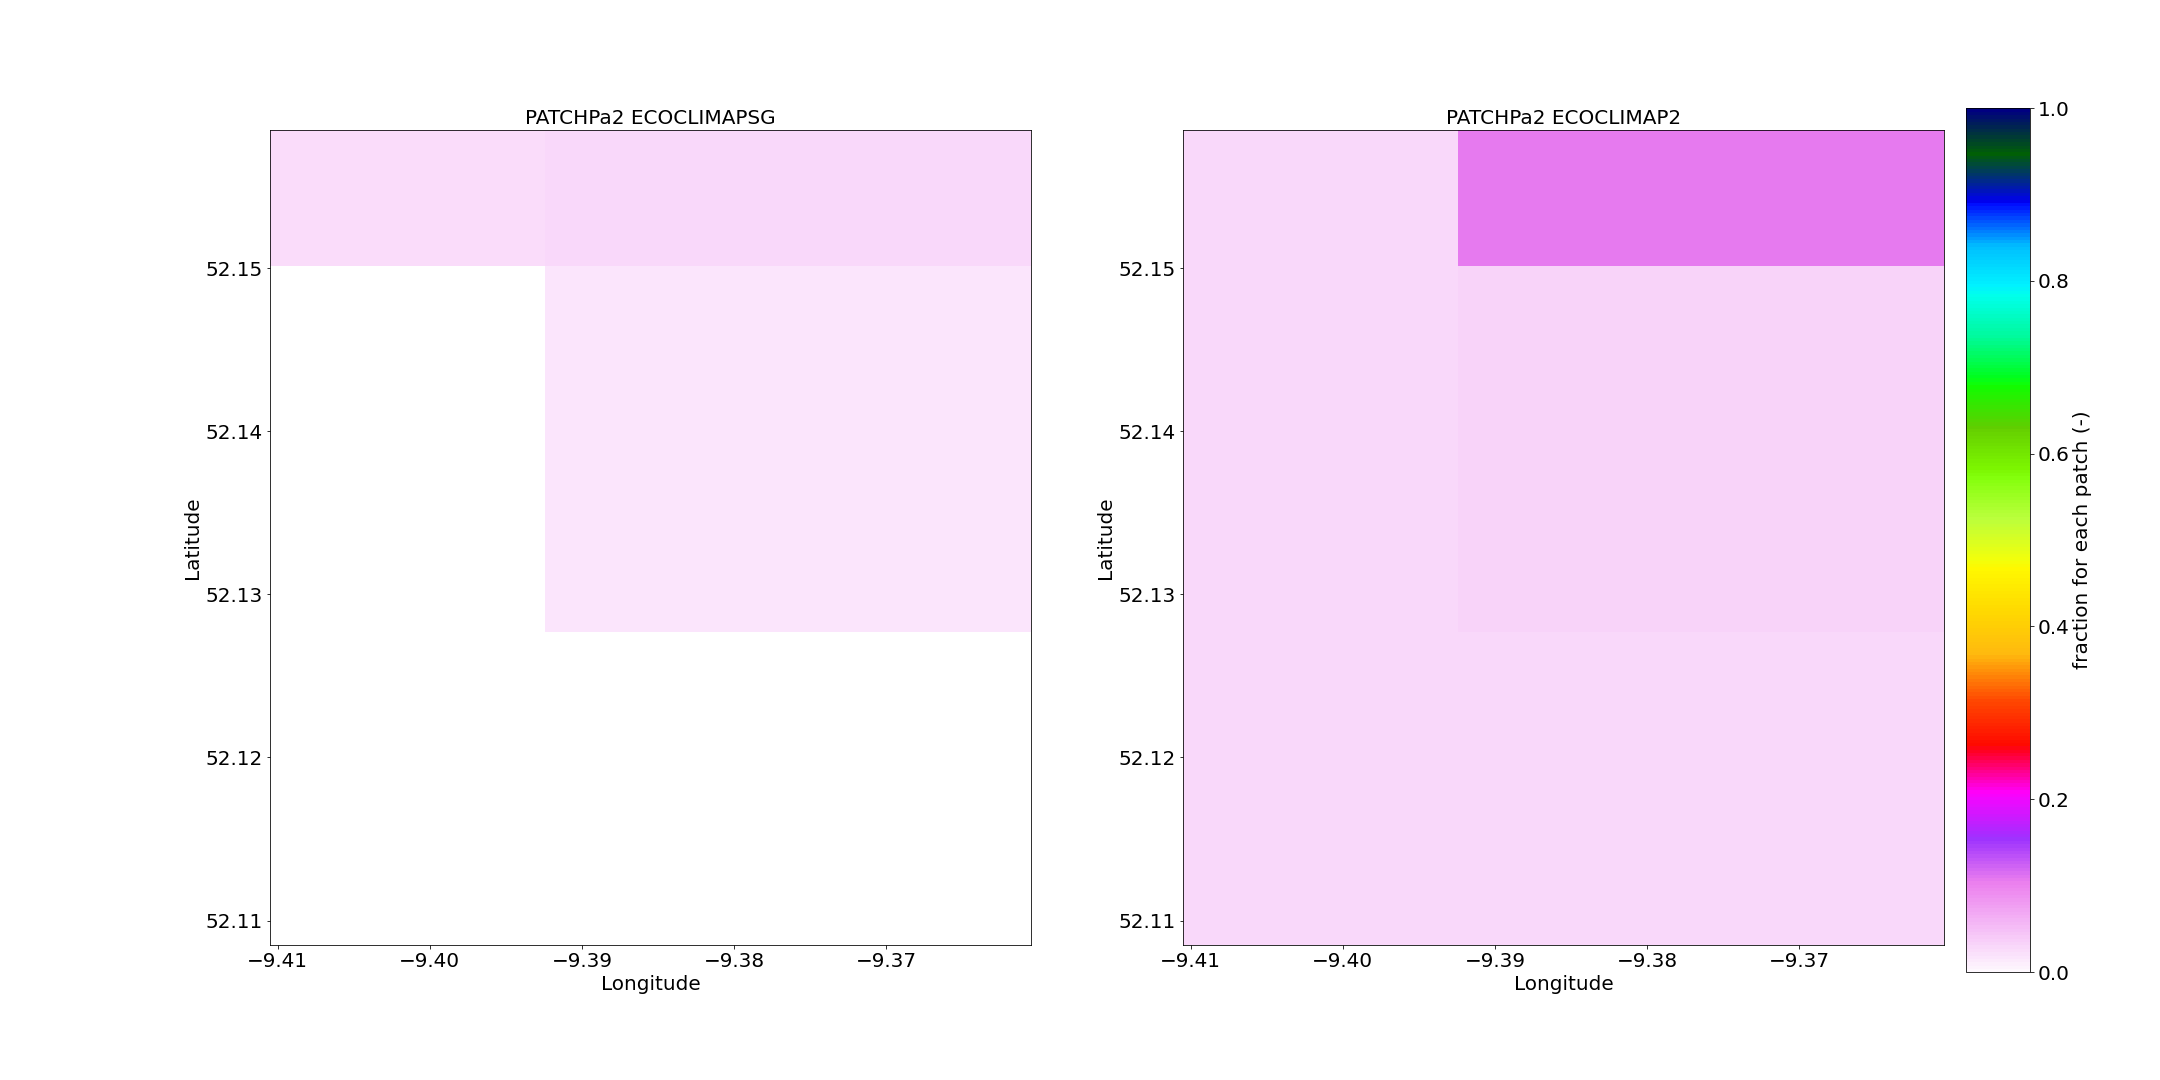 PATCHPa2 ECOCLIMAPSG
52.15
52.14
52.13
52.12
52.11
Latitude
−9.41 −9.40 −9.39 −9.38 −9.37
Longitude
PATCHPa2 ECOCLIMAP2
52.15
52.14
52.13
52.12
52.11
Latitude
−9.41 −9.40 −9.39 −9.38 −9.37
Longitude
1.0
0.8
0.6
0.4
0.2
0.0
fraction for each patch (-)